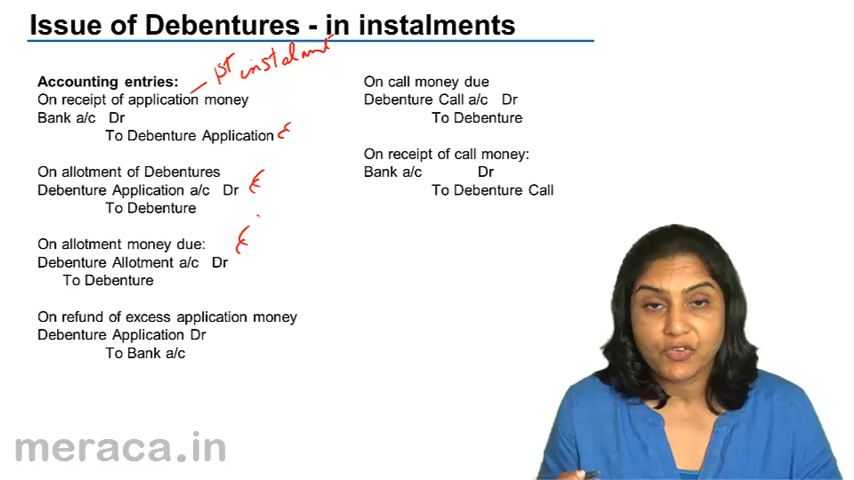 Issue of Debentures - in instalments
1st instalment
Accounting entries:
On receipt of application money
Bank a/c Dr
To Debenture Application
On allotment of Debentures
Debenture Application a/c Dr
To Debenture
On allotment money due:
Debenture Allotment a/c Dr
To Debenture
On refund of excess application money
Debenture Application Dr
To Bank a/c
On call money due
Debenture Call a/c Dr
To Debenture
On receipt of call money:
Bank a/c Dr
To Debenture Call
meraca.in